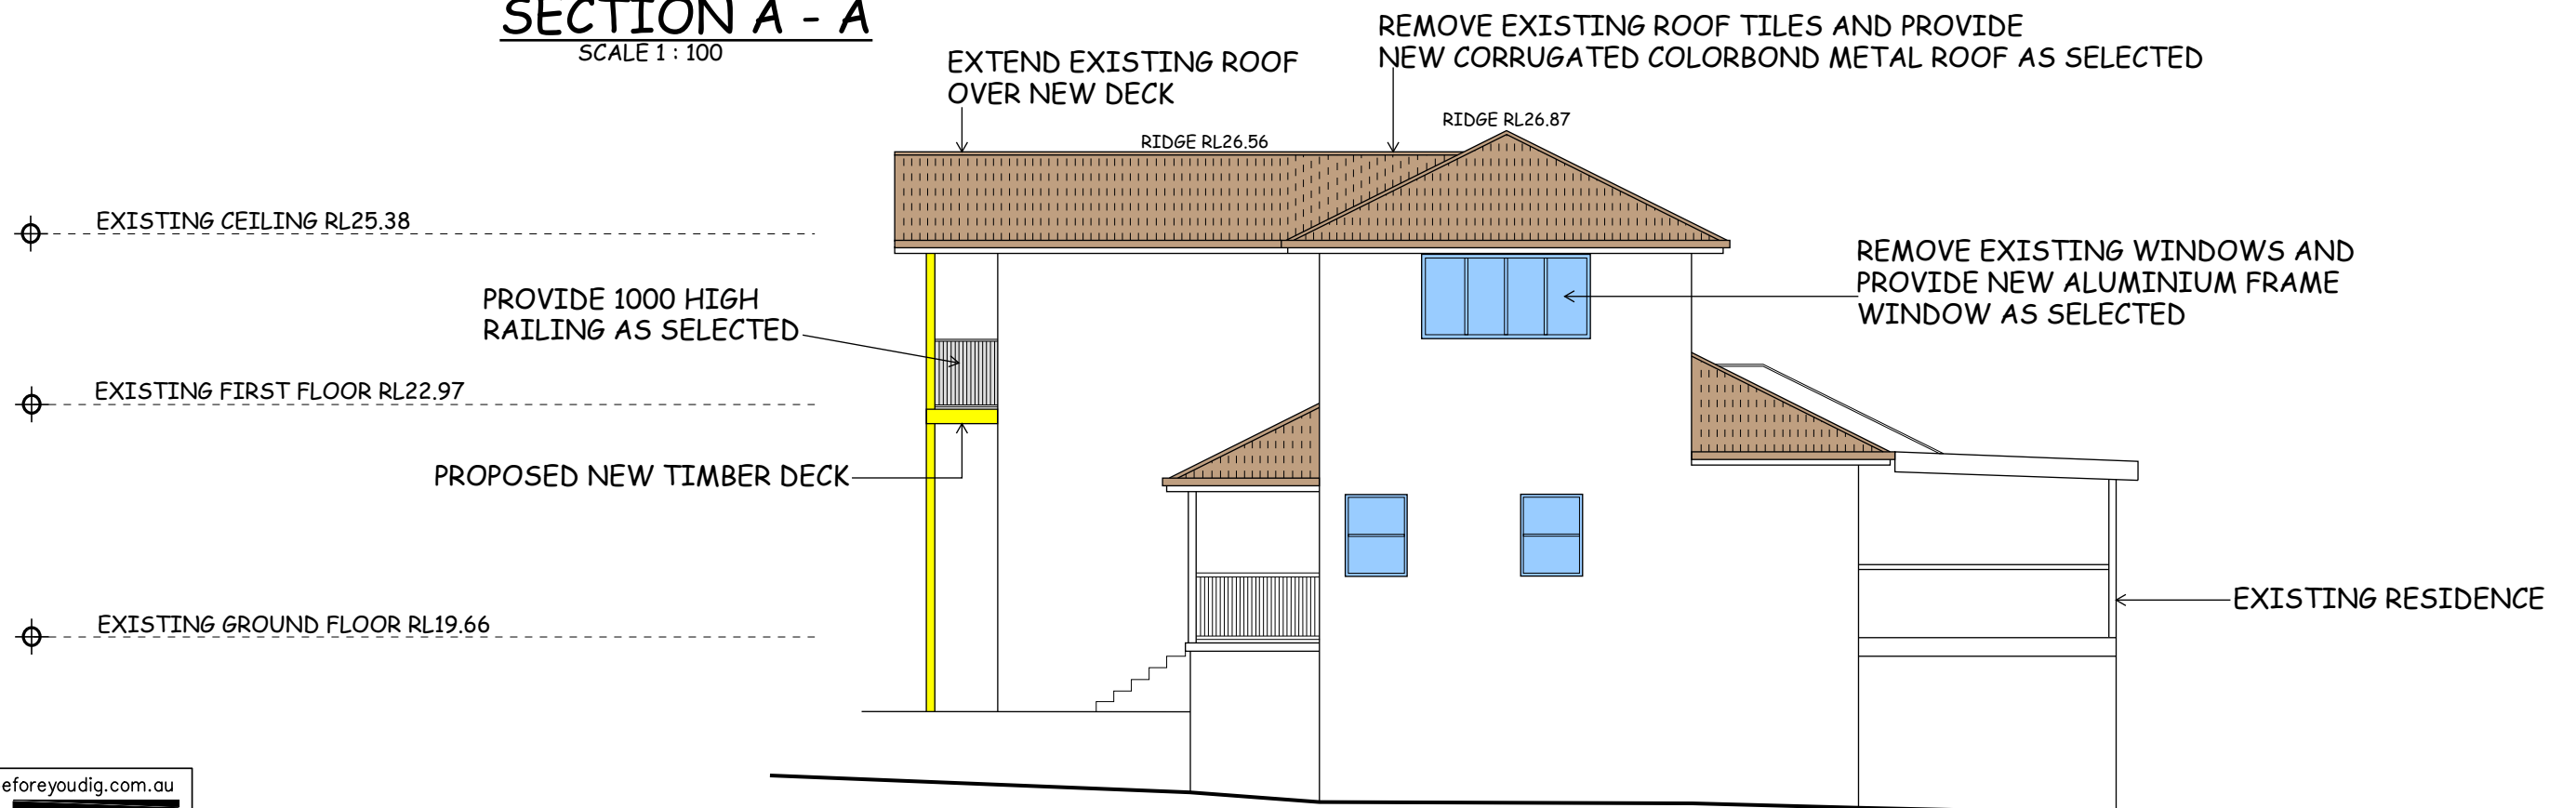 SECTION A - A
SCALE 1 : 100
EXTEND EXISTING ROOF
OVER NEW DECK
REMOVE EXISTING ROOF TILES AND PROVIDE
NEW CORRUGATED COLORBOND METAL ROOF AS SELECTED
RIDGE RL26.56
RIDGE RL26.87
EXISTING CEILING RL25.38
REMOVE EXISTING WINDOWS AND
PROVIDE NEW ALUMINIUM FRAME
WINDOW AS SELECTED
PROVIDE 1000 HIGH
RAILING AS SELECTED
EXISTING FIRST FLOOR RL22.97
PROPOSED NEW TIMBER DECK
EXISTING RESIDENCE
EXISTING GROUND FLOOR RL19.66
eforeyoudig.com.au